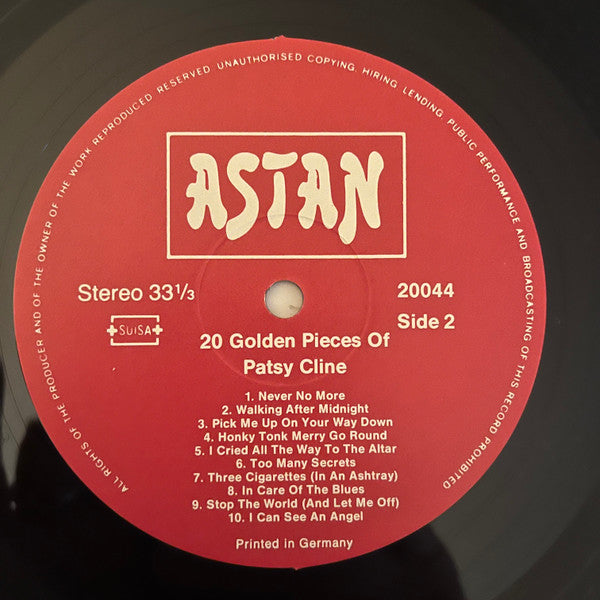 ALL RIGHTS OF THE PRODUCER AND OF THE OWNER OF THE WORK REPRODUCED RESERVED. UNAUTHORISED COPYING, HIRING, LENDING, PUBLIC PERFORMANCE AND BROADCASTING OF THIS RECORD PROHIBITED
ASTAN
Stereo 33⅓
20044
SUISA
Side 2
20 Golden Pieces Of
Patsy Cline
1. Never No More
2. Walking After Midnight
3. Pick Me Up On Your Way Down
4. Honky Tonk Merry Go Round
5. I Cried All The Way To The Altar
6. Too Many Secrets
7. Three Cigarettes (In An Ashtray)
8. In Care Of The Blues
9. Stop The World (And Let Me Off)
10. I Can See An Angel
Printed in Germany